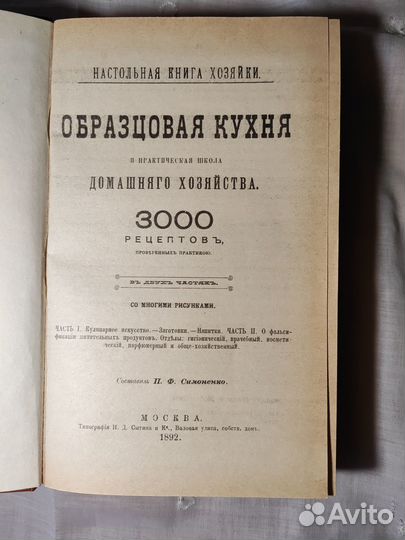 НАСТОЛЬНАЯ КНИГА ХОЗЯЙКИ.
ОБРАЗЦОВАЯ КУХНЯ
И ПРАКТИЧЕСКАЯ ШКОЛА
ДОМАШНЯГО ХОЗЯЙСТВА.
3000
РЕЦЕПТОВЪ,
ПРОВѢРЕННЫХЪ ПРАКТИКОЮ.
ВЪ ДВУХЪ ЧАСТЯХЪ.
СО МНОГИМИ РИСУНКАМИ.
ЧАСТЬ I. Кулинарное искусство.—Заготовки.—Напитки. ЧАСТЬ II. О фальси-
фикаціи питательныхъ продуктовъ. Отдѣлы: гигіеническій, врачебный, космети-
ческій, парфюмерный и обще-хозяйственный.
Составилъ П. Ф. Симоненко.
МОСКВА.
Типографія И. Д. Сытина и К°., Валовая улица, собств. домъ.
1892.
Avito